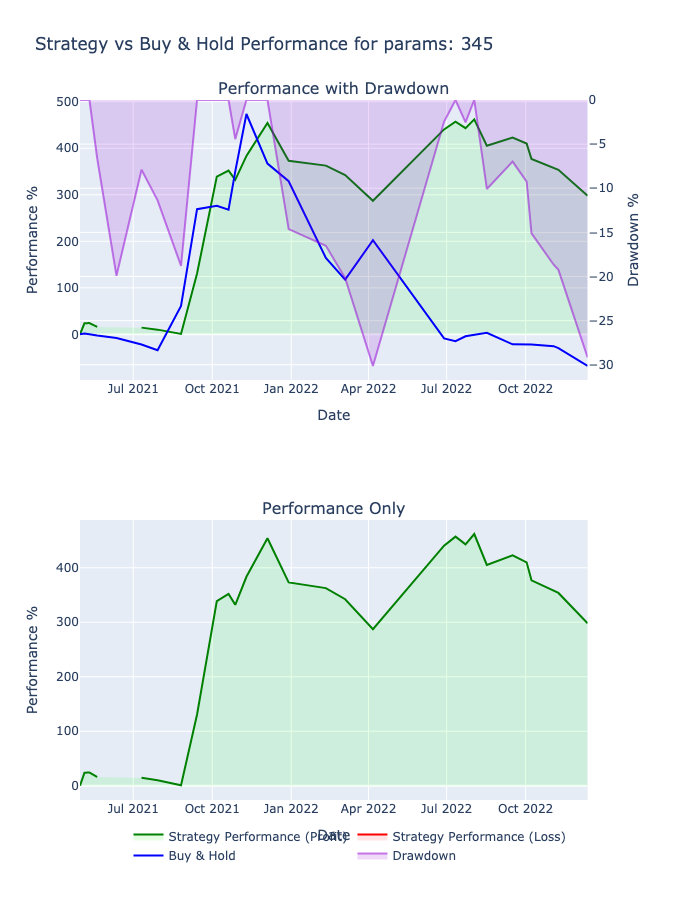 Strategy vs Buy & Hold Performance for params: 345
Performance with Drawdown
500
400
300
200
100
0
Performance %
0
−5
−10
−15
−20
−25
−30
Drawdown %
Jul 2021
Oct 2021
Jan 2022
Apr 2022
Jul 2022
Oct 2022
Date
Performance Only
400
300
200
100
0
Performance %
Jul 2021
Oct 2021
Jan 2022
Apr 2022
Jul 2022
Oct 2022
Date
Strategy Performance (Profit)
Strategy Performance (Loss)
Buy & Hold
Drawdown